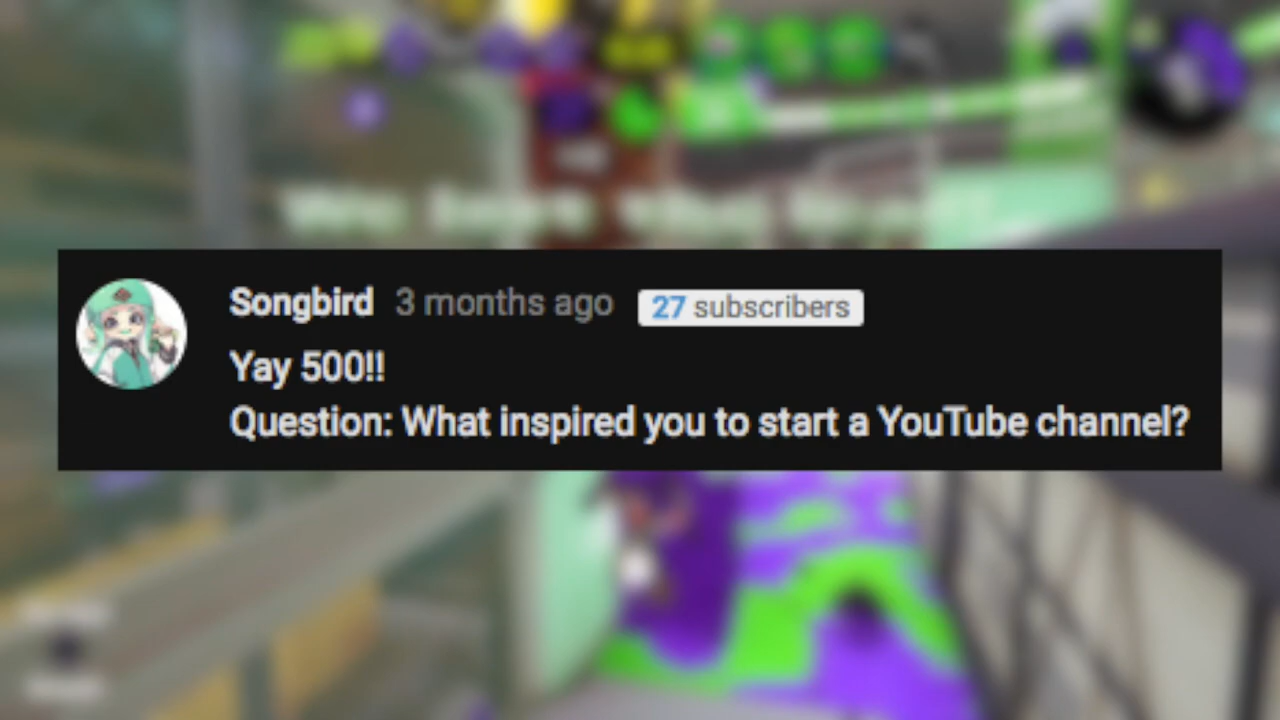 Songbird 3 months ago 27 subscribers
Yay 500!!
Question: What inspired you to start a YouTube channel?